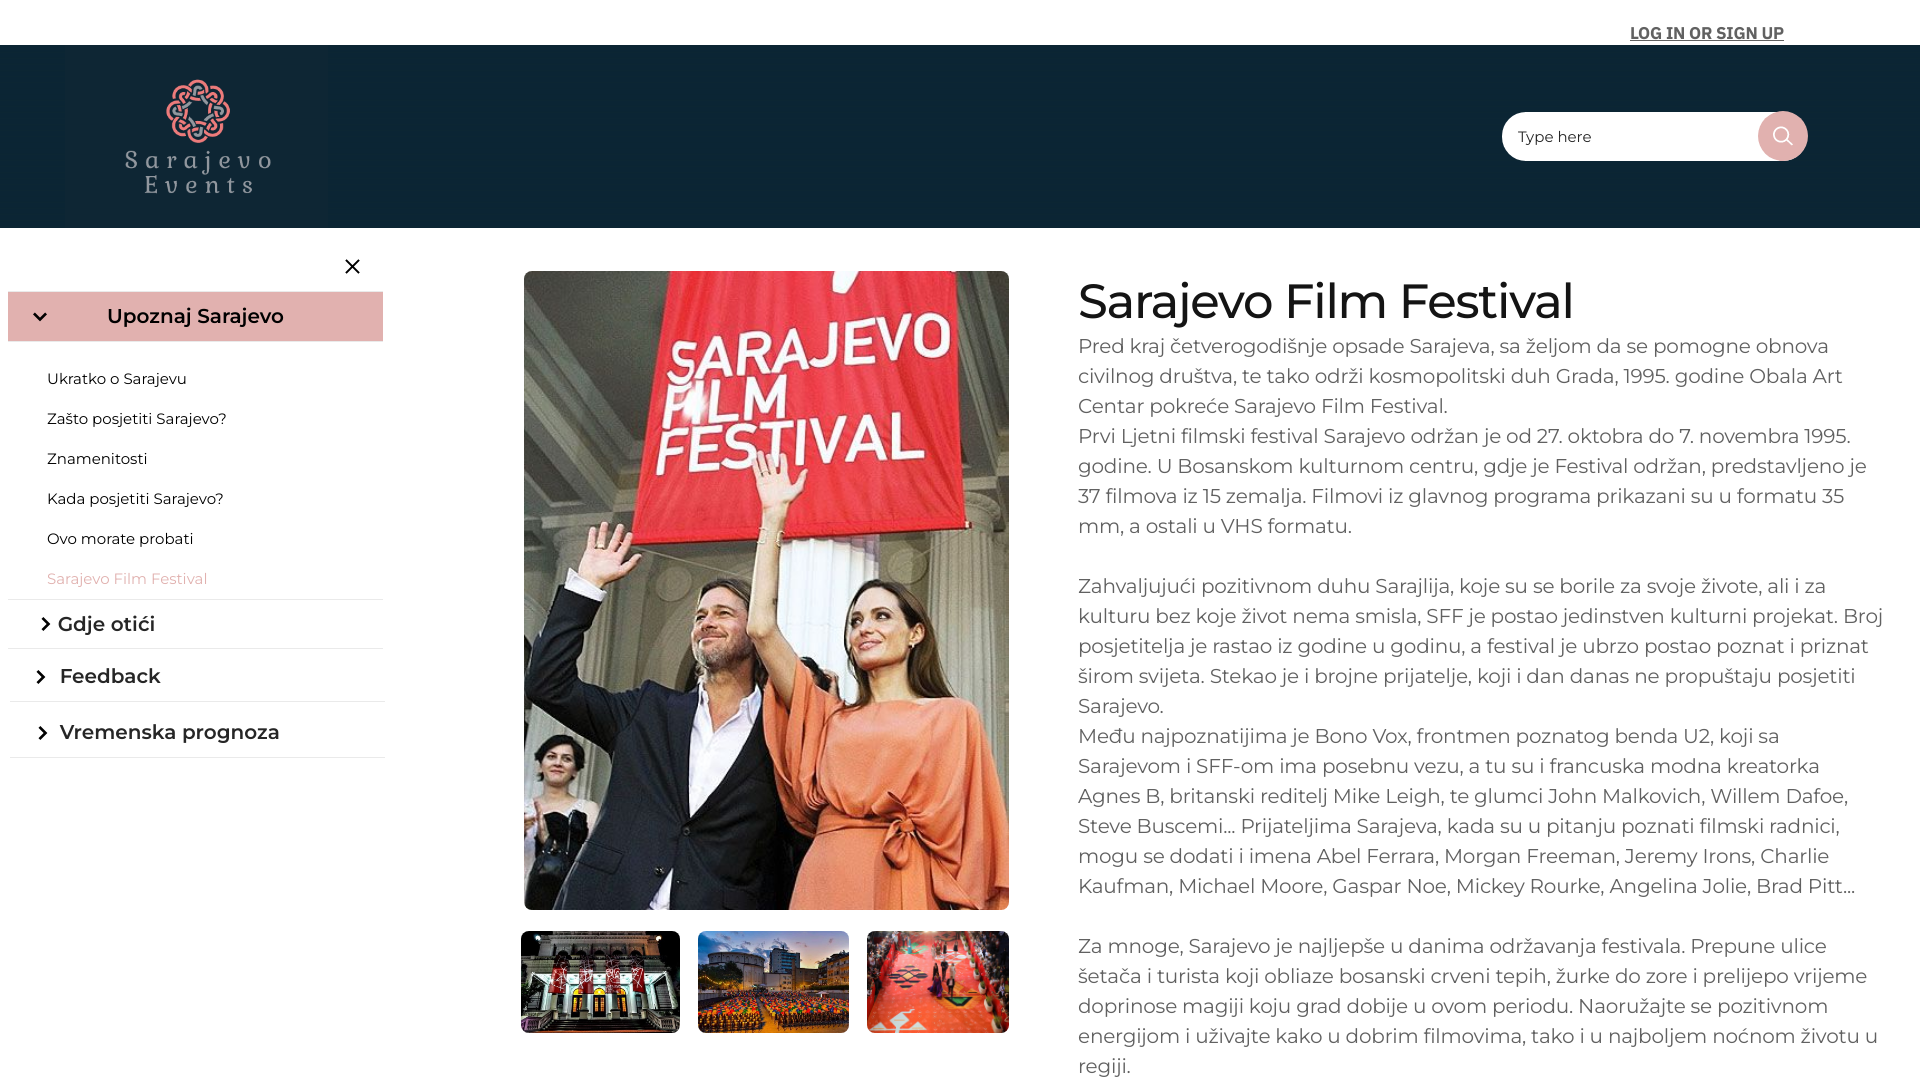 LOG IN OR SIGN UP
Sarajevo
Events
Type here
Upoznaj Sarajevo
Ukratko o Sarajevu
Zašto posjetiti Sarajevo?
Znamenitosti
Kada posjetiti Sarajevo?
Ovo morate probati
Sarajevo Film Festival
Gdje otići
Feedback
Vremenska prognoza
SARAJEVO
FILM
FESTIVAL
Sarajevo Film Festival
Pred kraj četverogodišnje opsade Sarajeva, sa željom da se pomogne obnova
civilnog društva, te tako održi kosmopolitski duh Grada, 1995. godine Obala Art
Centar pokreće Sarajevo Film Festival.
Prvi Ljetni filmski festival Sarajevo održan je od 27. oktobra do 7. novembra 1995.
godine. U Bosanskom kulturnom centru, gdje je Festival održan, predstavljeno je
37 filmova iz 15 zemalja. Filmovi iz glavnog programa prikazani su u formatu 35
mm, a ostali u VHS formatu.
Zahvaljujući pozitivnom duhu Sarajlija, koje su se borile za svoje živote, ali i za
kulturu bez koje život nema smisla, SFF je postao jedinstven kulturni projekat. Broj
posjetitelja je rastao iz godine u godinu, a festival je ubrzo postao poznat i priznat
širom svijeta. Stekao je i brojne prijatelje, koji i dan danas ne propuštaju posjetiti
Sarajevo.
Među najpoznatijima je Bono Vox, frontmen poznatog benda U2, koji sa
Sarajevom i SFF-om ima posebnu vezu, a tu su i francuska modna kreatorka
Agnes B, britanski reditelj Mike Leigh, te glumci John Malkovich, Willem Dafoe,
Steve Buscemi... Prijateljima Sarajeva, kada su u pitanju poznati filmski radnici,
mogu se dodati i imena Abel Ferrara, Morgan Freeman, Jeremy Irons, Charlie
Kaufman, Michael Moore, Gaspar Noe, Mickey Rourke, Angelina Jolie, Brad Pitt...
Za mnoge, Sarajevo je najljepše u danima održavanja festivala. Prepune ulice
šetača i turista koji obliaze bosanski crveni tepih, žurke do zore i prelijepo vrijeme
doprinose magiji koju grad dobije u ovom periodu. Naoružajte se pozitivnom
energijom i uživajte kako u dobrim filmovima, tako i u najboljem noćnom životu u
regiji.